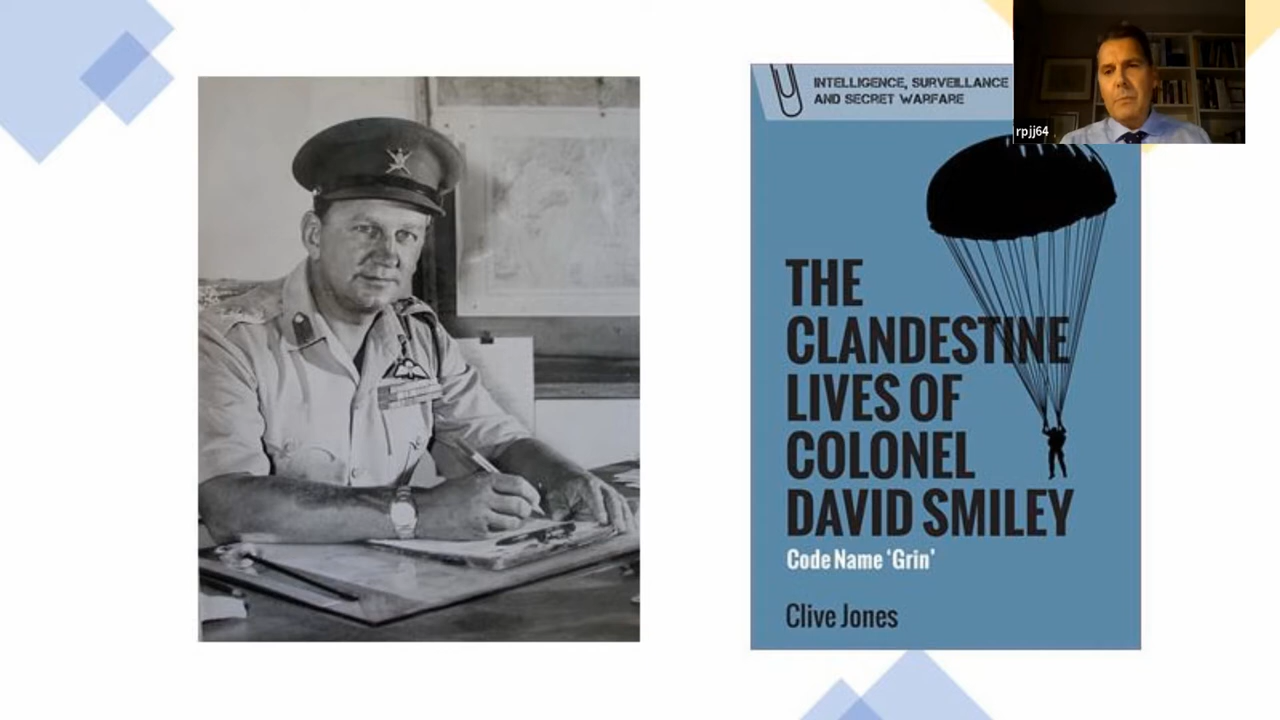 INTELLIGENCE, SURVEILLANCE
AND SECRET WARFARE
rpjj64
THE
CLANDESTINE
LIVES OF
COLONEL
DAVID SMILEY
Code Name ‘Grin’
Clive Jones